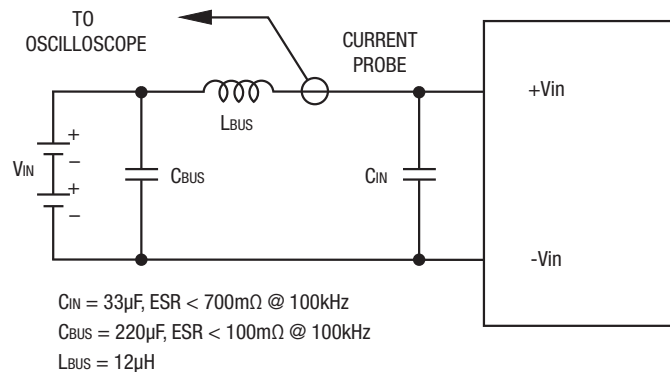 TO
OSCILLOSCOPE
CURRENT
PROBE
+Vin
LBUS
VIN
+
−
+
−
CBUS
CIN
-Vin
CIN = 33µF, ESR < 700mΩ @ 100kHz
CBUS = 220µF, ESR < 100mΩ @ 100kHz
LBUS = 12µH